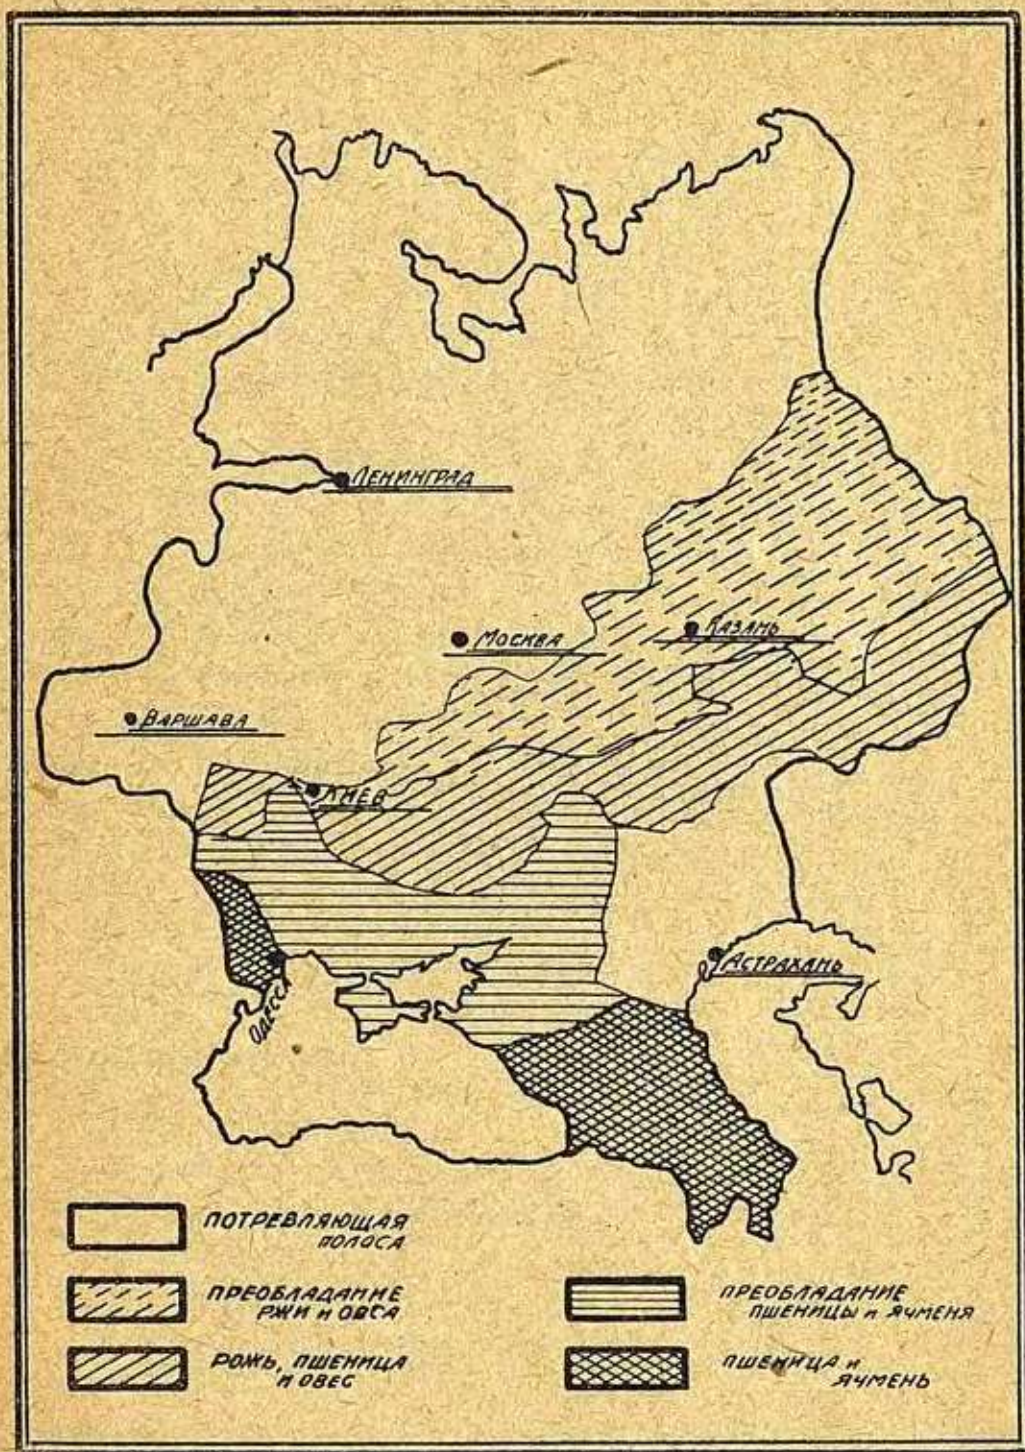 ЛЕНИНГРАД
МОСКВА
КАЗАНЬ
ВАРШАВА
КИЕВ
АСТРАХАНЬ
ОДЕССА
ПОТРЕБЛЯЮЩАЯ
ПОЛОСА
ПРЕОБЛАДАНИЕ
РЖИ и ОВСА
РОЖЬ, ПШЕНИЦА
И ОВЕС
ПРЕОБЛАДАНИЕ
ПШЕНИЦЫ и ЯЧМЕНЯ
ПШЕНИЦА и
ЯЧМЕНЬ